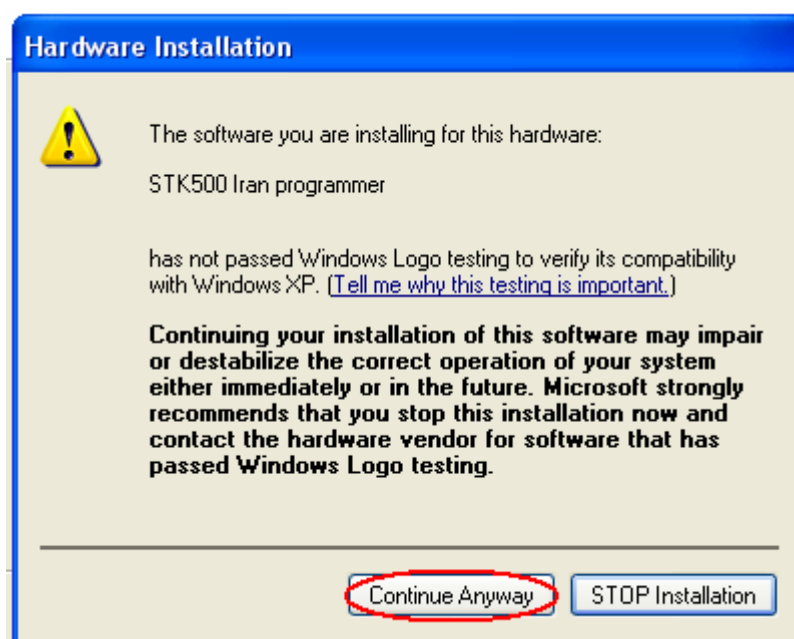 Hardware Installation
The software you are installing for this hardware:
STK500 Iran programmer
has not passed Windows Logo testing to verify its compatibility
with Windows XP. (Tell me why this testing is important.)
Continuing your installation of this software may impair
or destabilize the correct operation of your system
either immediately or in the future. Microsoft strongly
recommends that you stop this installation now and
contact the hardware vendor for software that has
passed Windows Logo testing.
Continue Anyway
STOP Installation